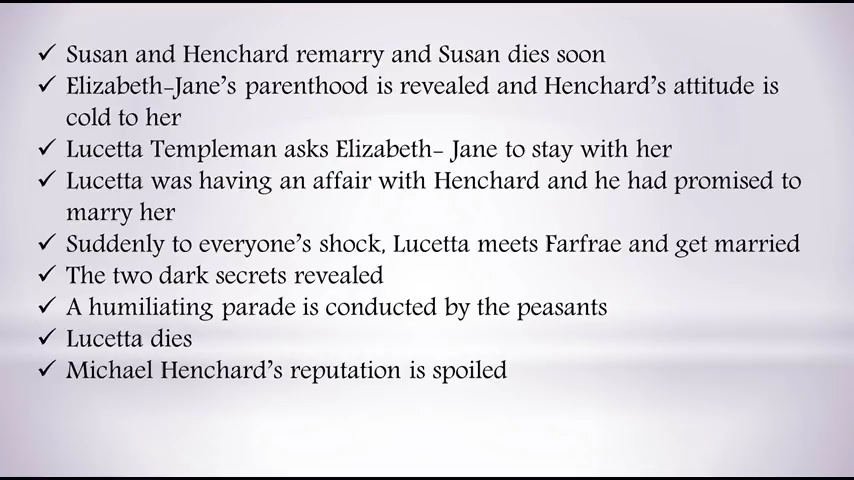 ✓ Susan and Henchard remarry and Susan dies soon
✓ Elizabeth-Jane's parenthood is revealed and Henchard's attitude is
cold to her
✓ Lucetta Templeman asks Elizabeth- Jane to stay with her
✓ Lucetta was having an affair with Henchard and he had promised to
marry her
✓ Suddenly to everyone's shock, Lucetta meets Farfrae and get married
✓ The two dark secrets revealed
✓ A humiliating parade is conducted by the peasants
✓ Lucetta dies
✓ Michael Henchard's reputation is spoiled